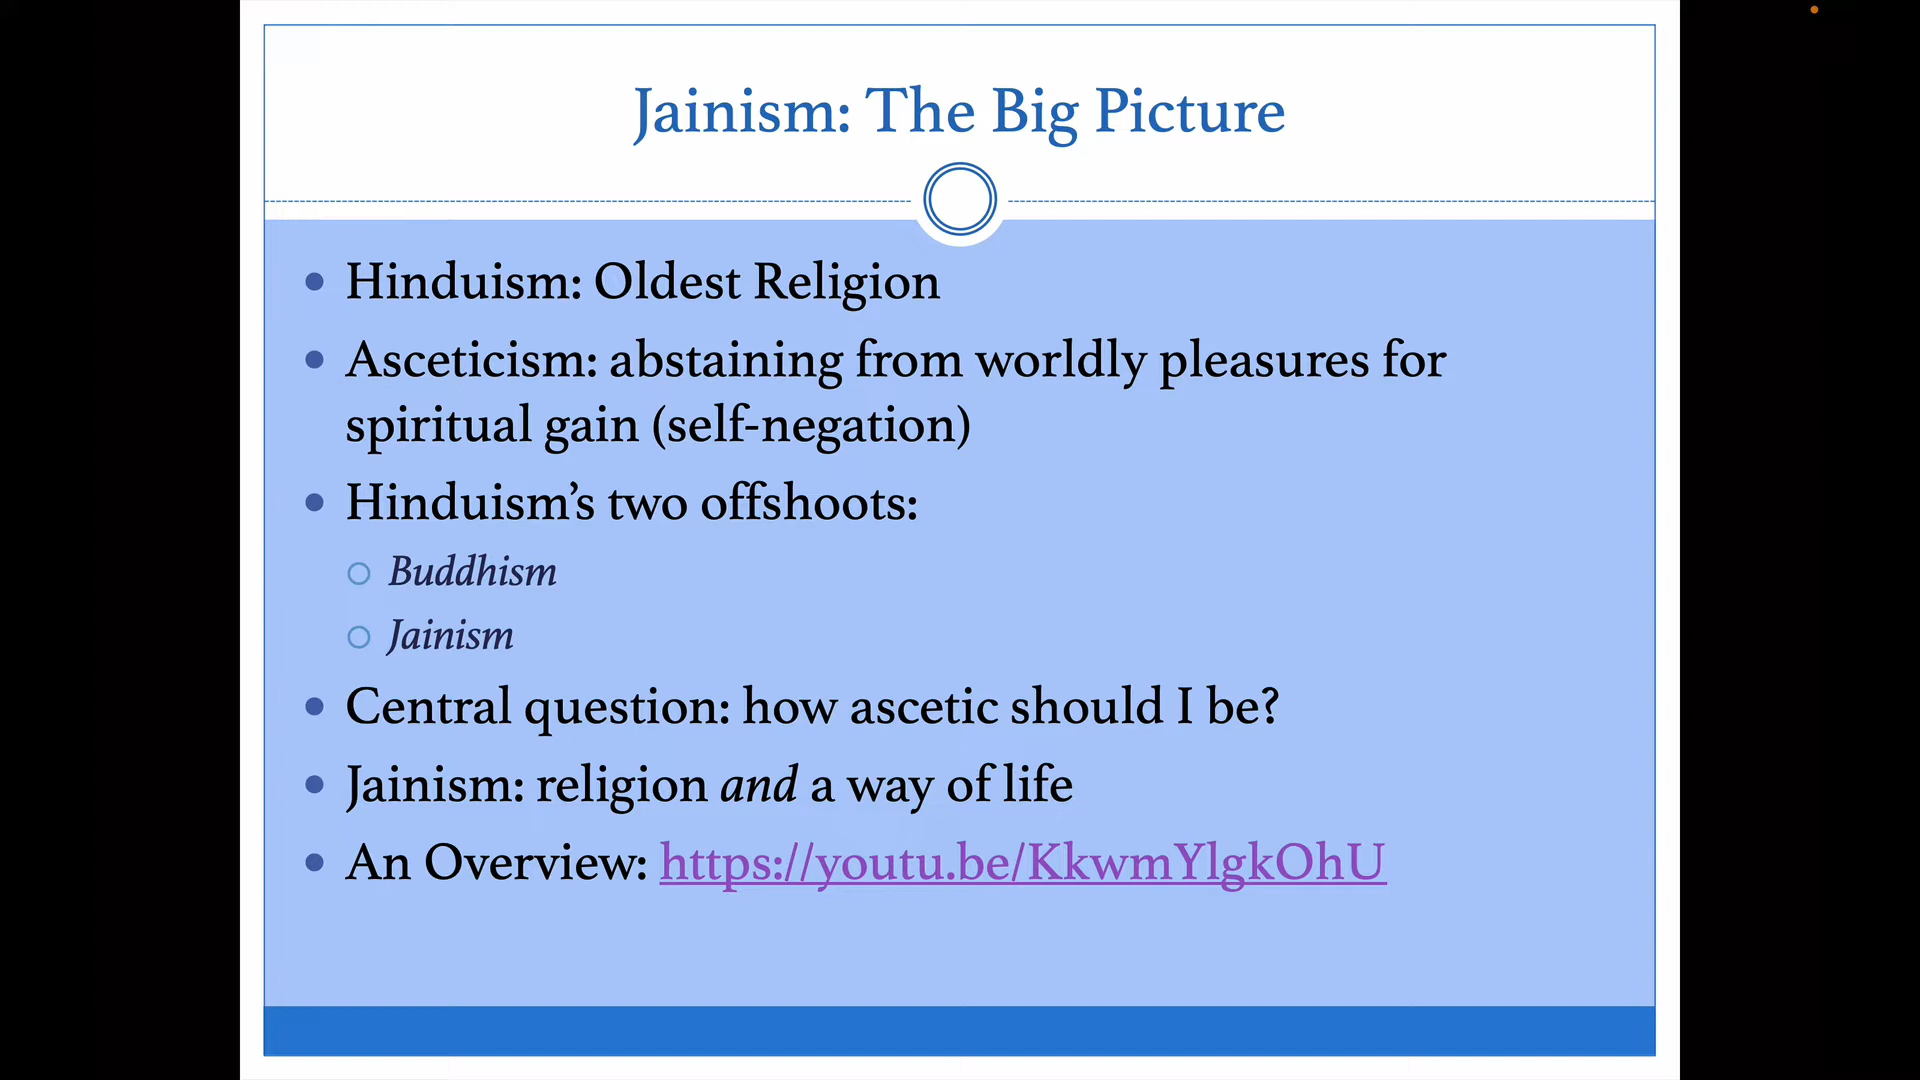 Jainism: The Big Picture
Hinduism: Oldest Religion
Asceticism: abstaining from worldly pleasures for
spiritual gain (self-negation)
Hinduism’s two offshoots:
Buddhism
Jainism
Central question: how ascetic should I be?
Jainism: religion and a way of life
An Overview: https://youtu.be/KkwmYlgkOhU